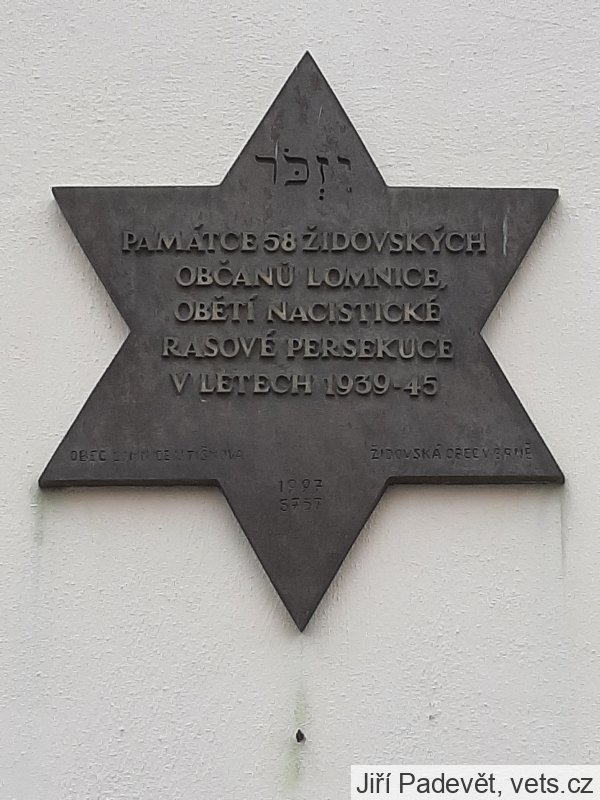 יִזְכֹּר
PAMÁTCE 58 ŽIDOVSKÝCH
OBČANŮ LOMNICE,
OBĚTÍ NACISTICKÉ
RASOVÉ PERSEKUCE
V LETECH 1939-45
OBEC TIŠNOVA
ŽIDOVSKÁ OBEC V BRNĚ
1997
5757
Jiří Padevět, vets.cz